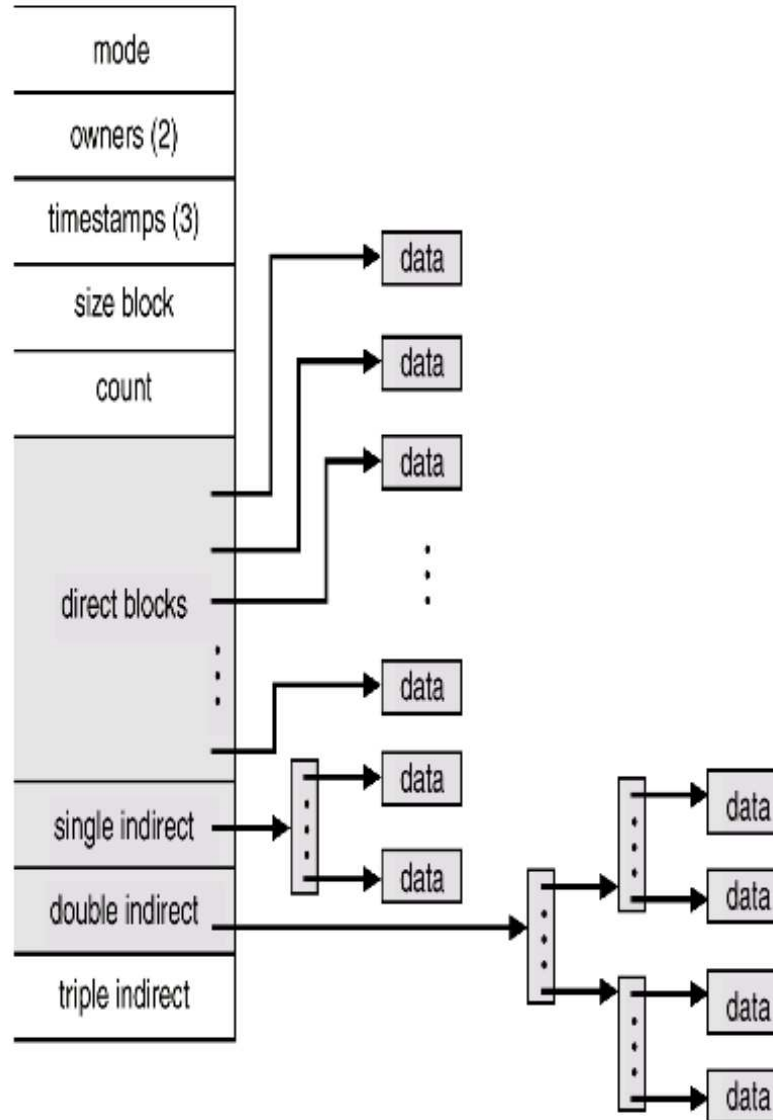 mode
owners (2)
timestamps (3)
size block
count
direct blocks
single indirect
double indirect
triple indirect
data
data
data
data
data
data
data
data
data
data